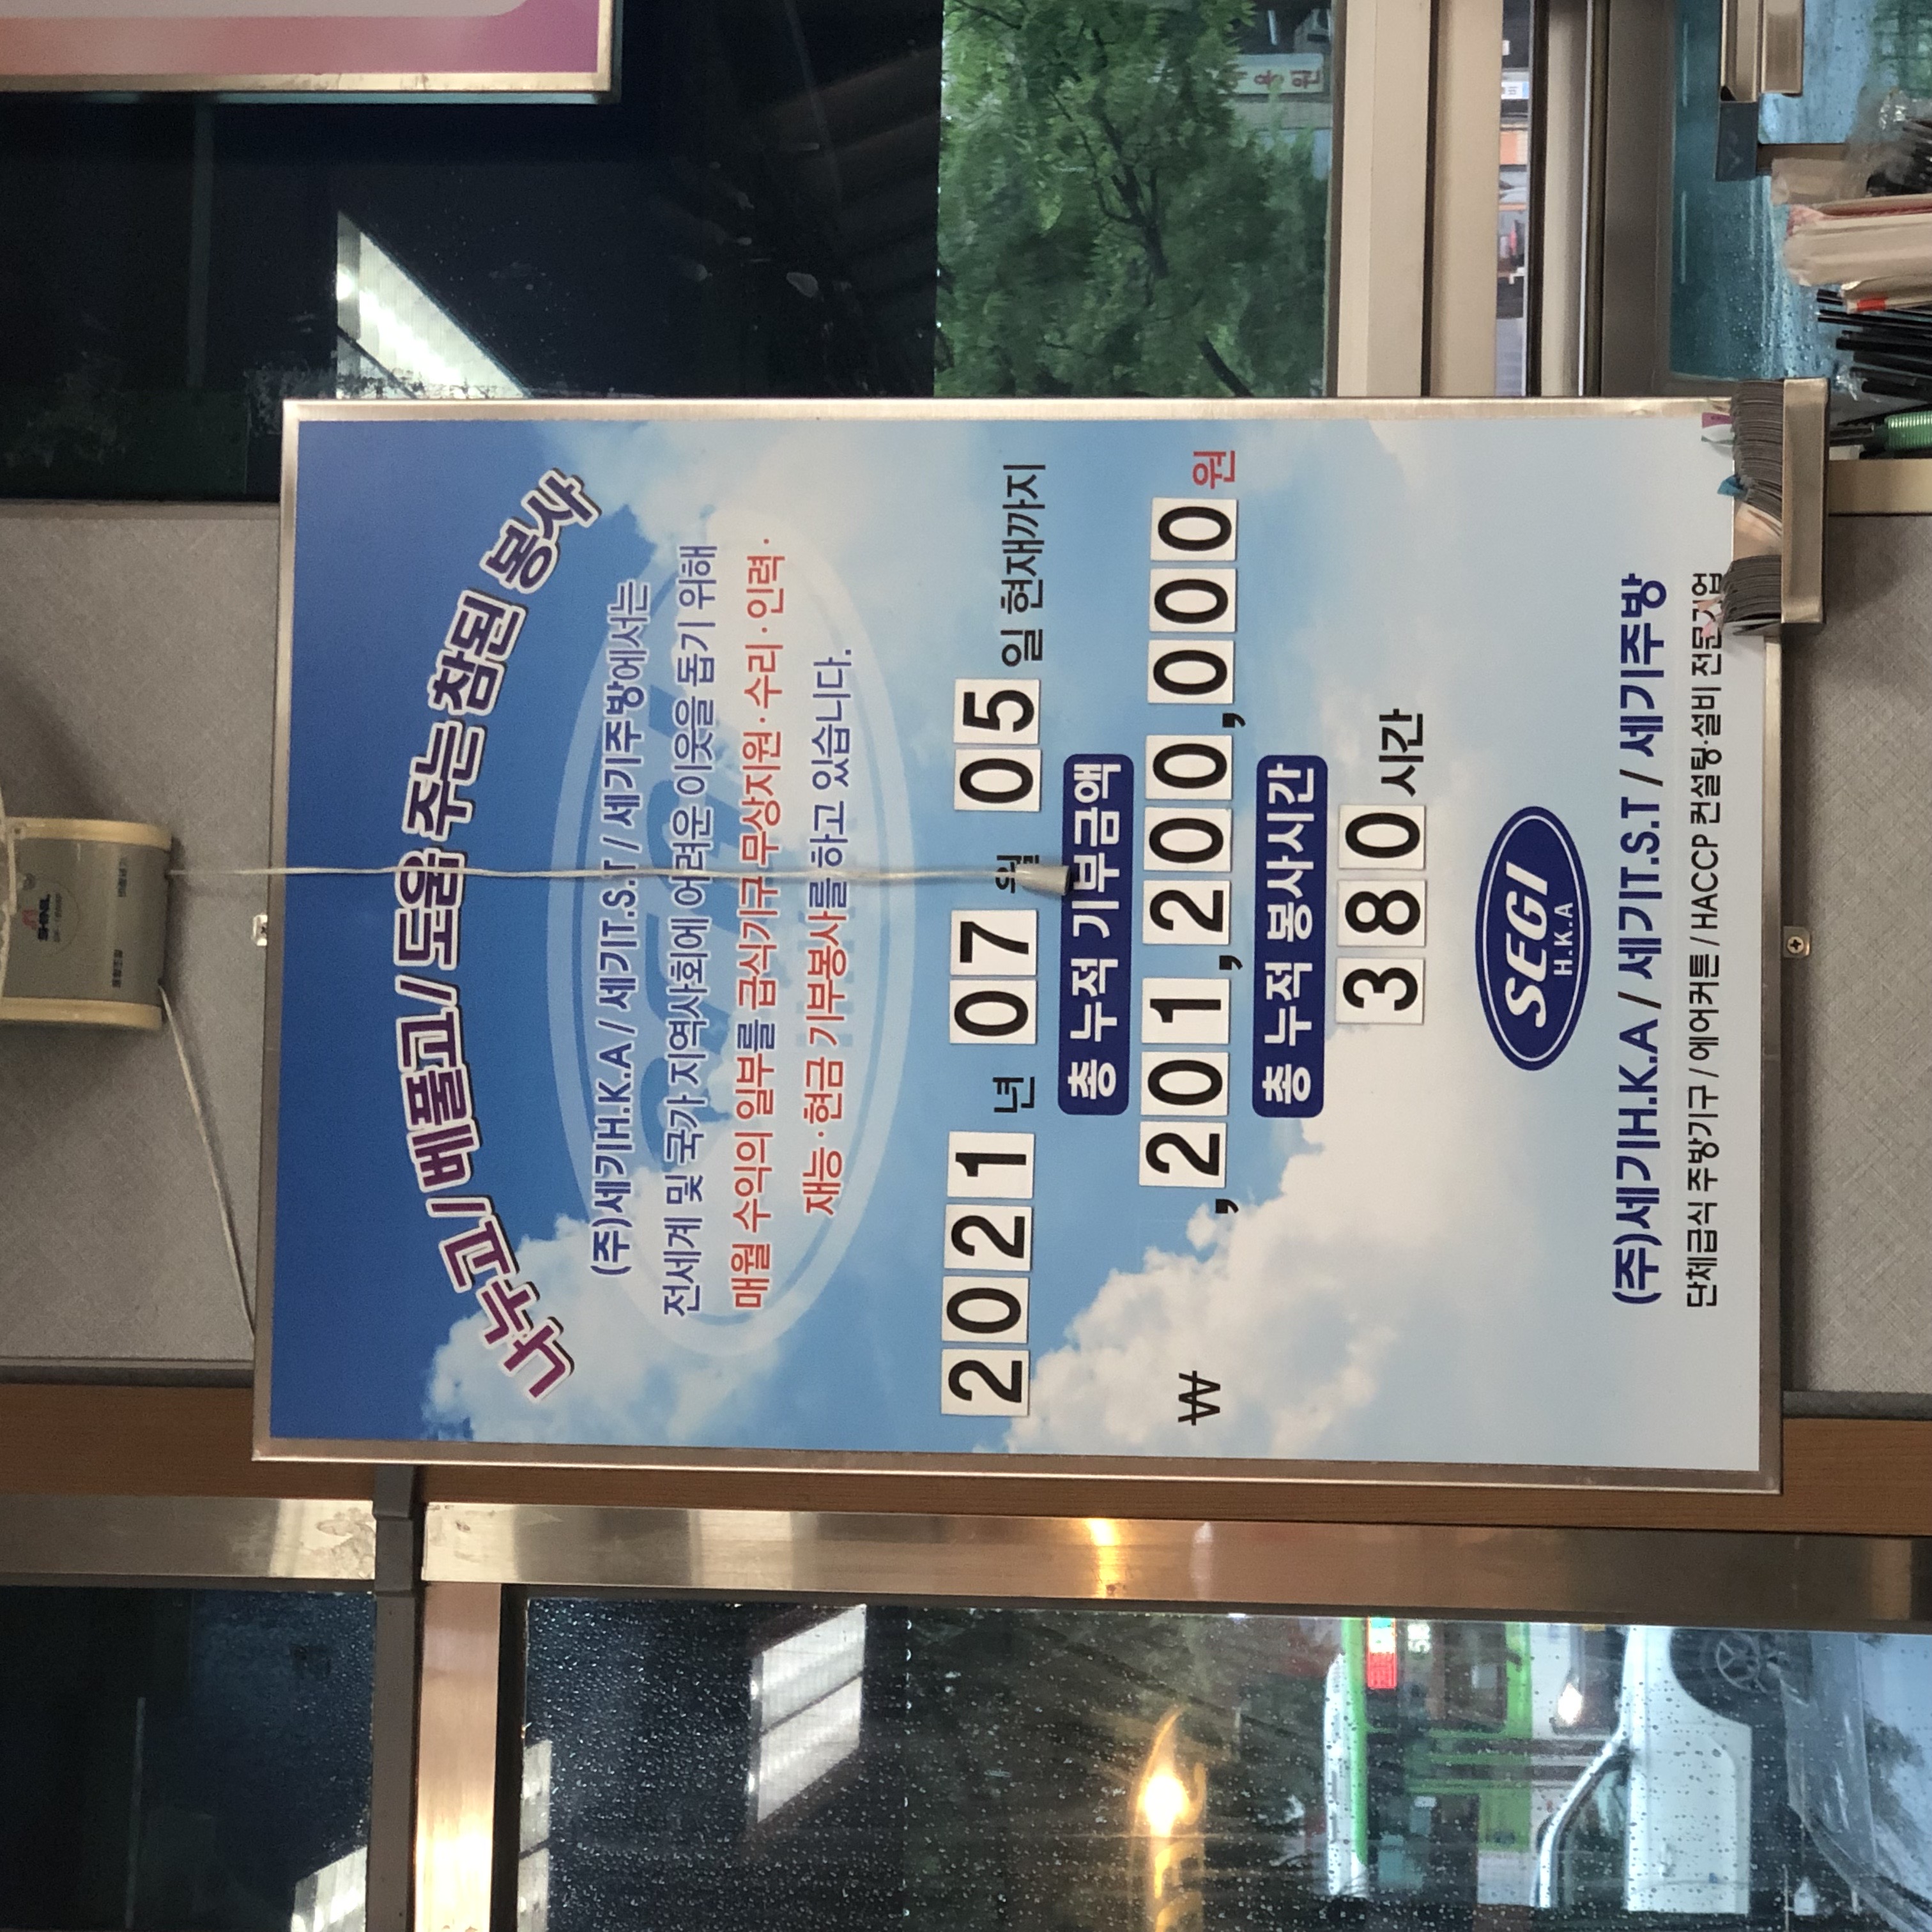 나누고/ 베풀고/ 도움 주는 참된 봉사
(주)세기H.K.A / 세기T.S.T / 세기주방에서는
전세계 및 국가 지역사회에 어려운 이웃을 돕기 위해
매월 수익의 일부를 급식기구 무상지원·수리·인력·
재능·현금 기부봉사를 하고 있습니다.
2021 년 07 월 05 일 현재까지
총 누적 기부금액
₩ ,201,200,000 원
총 누적 봉사시간
380 시간
SEGI
H.K.A
(주)세기H.K.A / 세기T.S.T / 세기주방
단체급식 주방기구 / 에어커튼 / HACCP 컨설팅·설비 전문기업
SHINIL